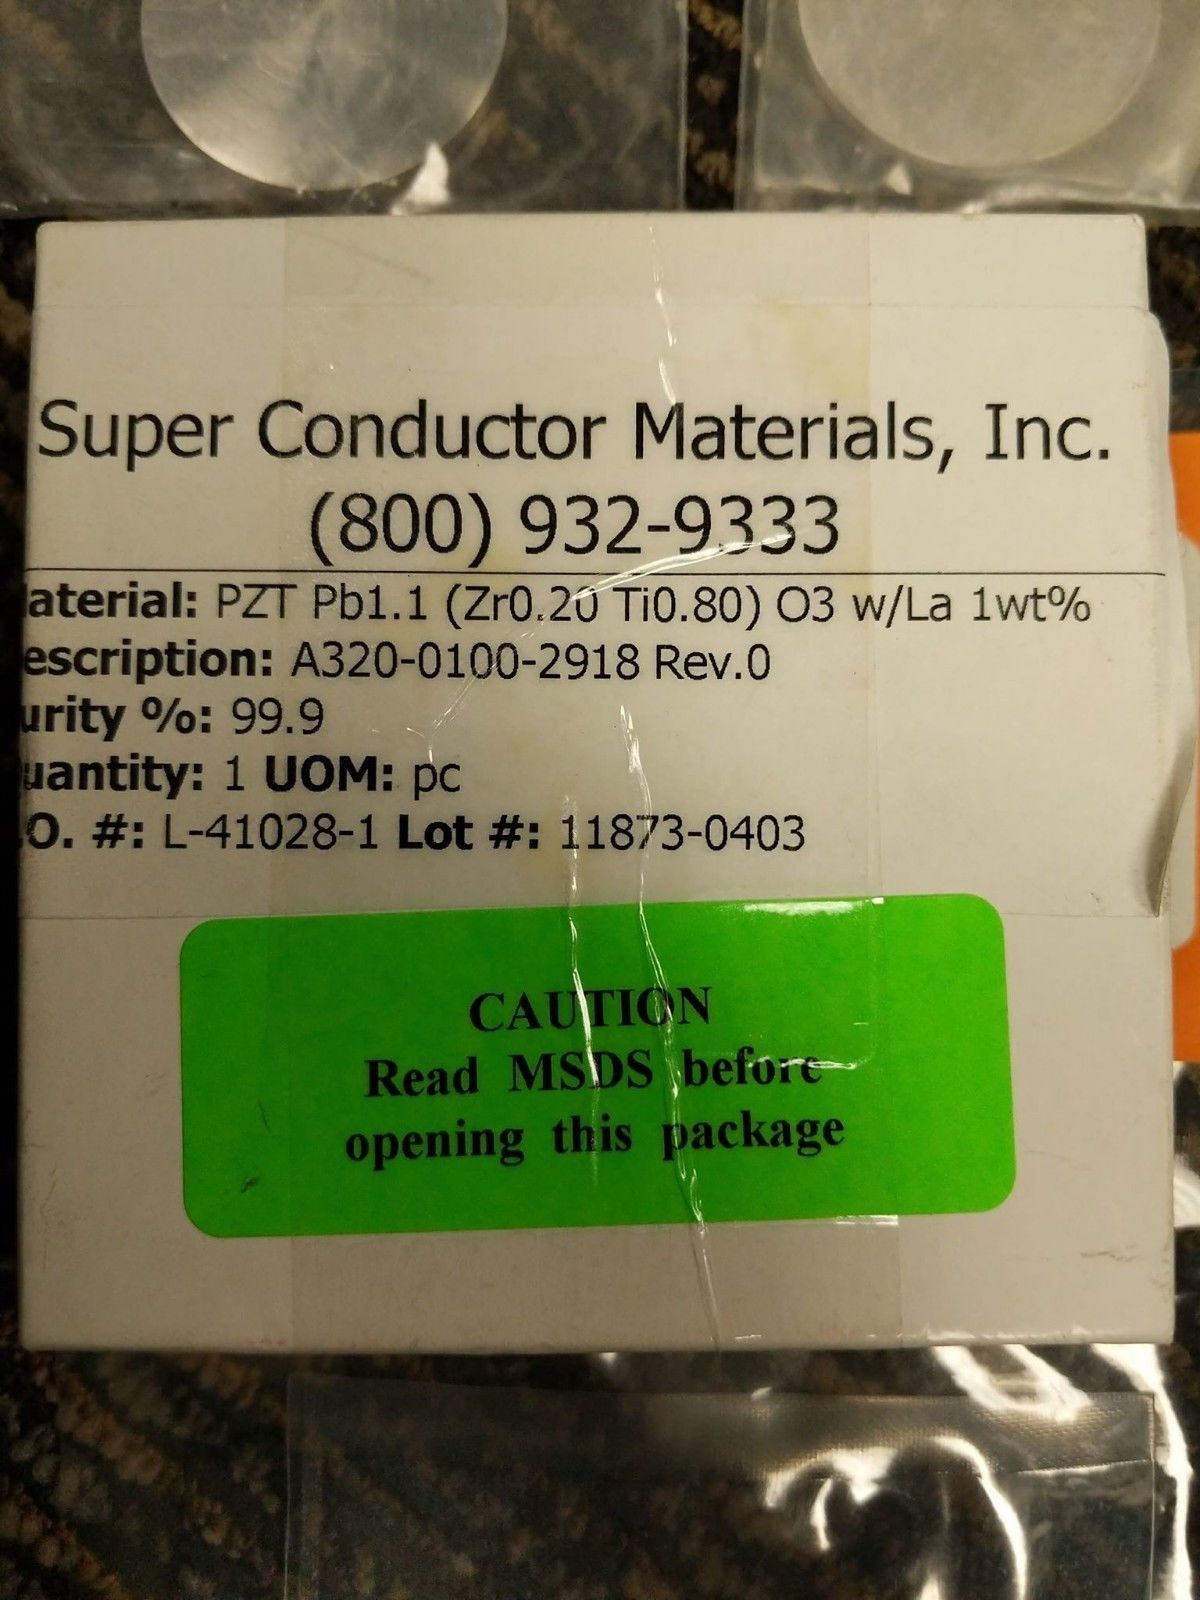 Super Conductor Materials, Inc.
(800) 932-9333
aterial: PZT Pb1.1 (Zr0.20 Ti0.80) O3 w/La 1wt%
escription: A320-0100-2918 Rev.0
urity %: 99.9
uantity: 1 UOM: pc
.O. #: L-41028-1 Lot #: 11873-0403
CAUTION
Read MSDS before
opening this package